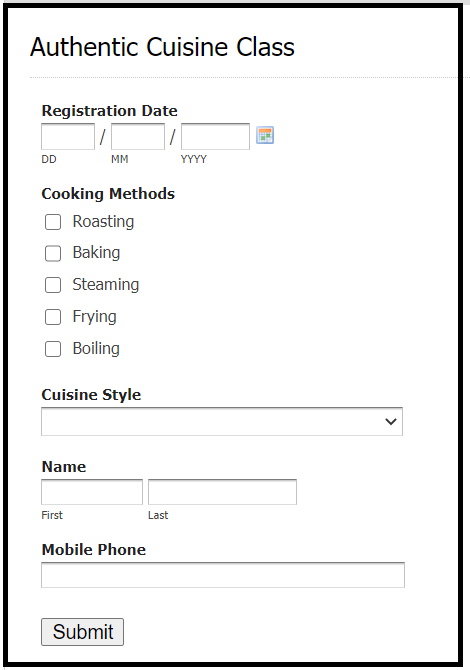 Authentic Cuisine Class
Registration Date
/ /
DD MM YYYY
Cooking Methods
Roasting
Baking
Steaming
Frying
Boiling
Cuisine Style
Name
First Last
Mobile Phone
Submit